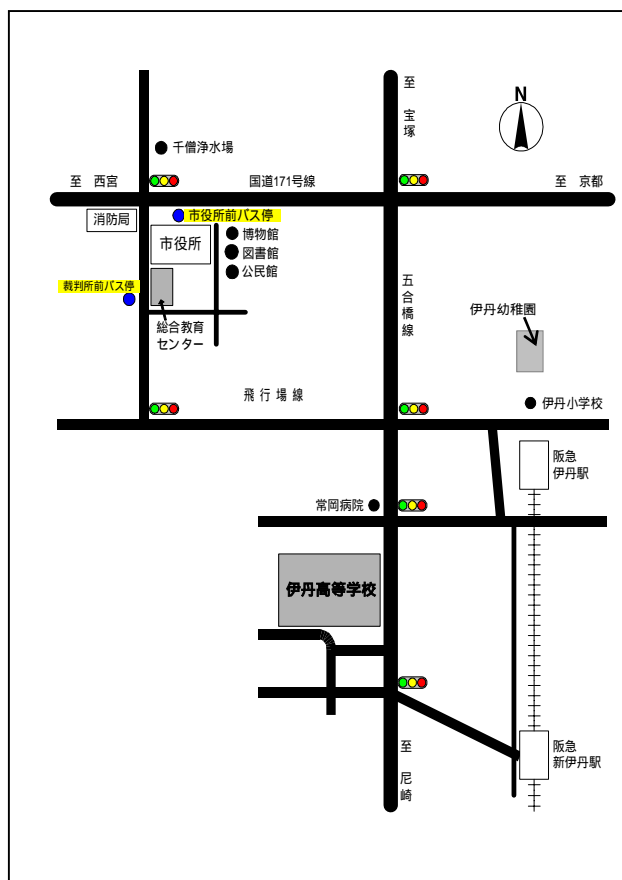 至 宝塚
N
千僧浄水場
至 西宮
国道171号線
至 京都
消防局
市役所前バス停
市役所
博物館
図書館
公民館
裁判所前バス停
総合教育
センター
五合橋線
伊丹幼稚園
飛行場線
伊丹小学校
阪急
伊丹駅
常岡病院
伊丹高等学校
至 尼崎
阪急
新伊丹駅